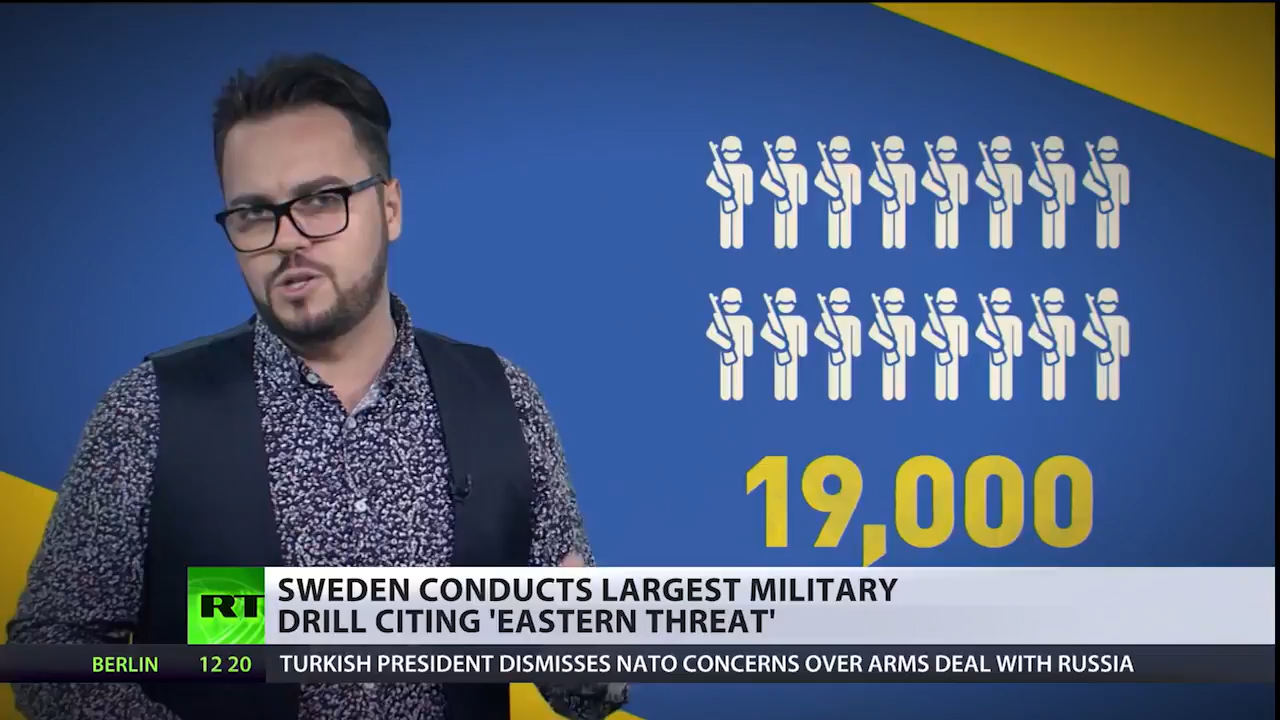 19,000
RT
SWEDEN CONDUCTS LARGEST MILITARY
DRILL CITING 'EASTERN THREAT'
BERLIN 12 20 TURKISH PRESIDENT DISMISSES NATO CONCERNS OVER ARMS DEAL WITH RUSSIA